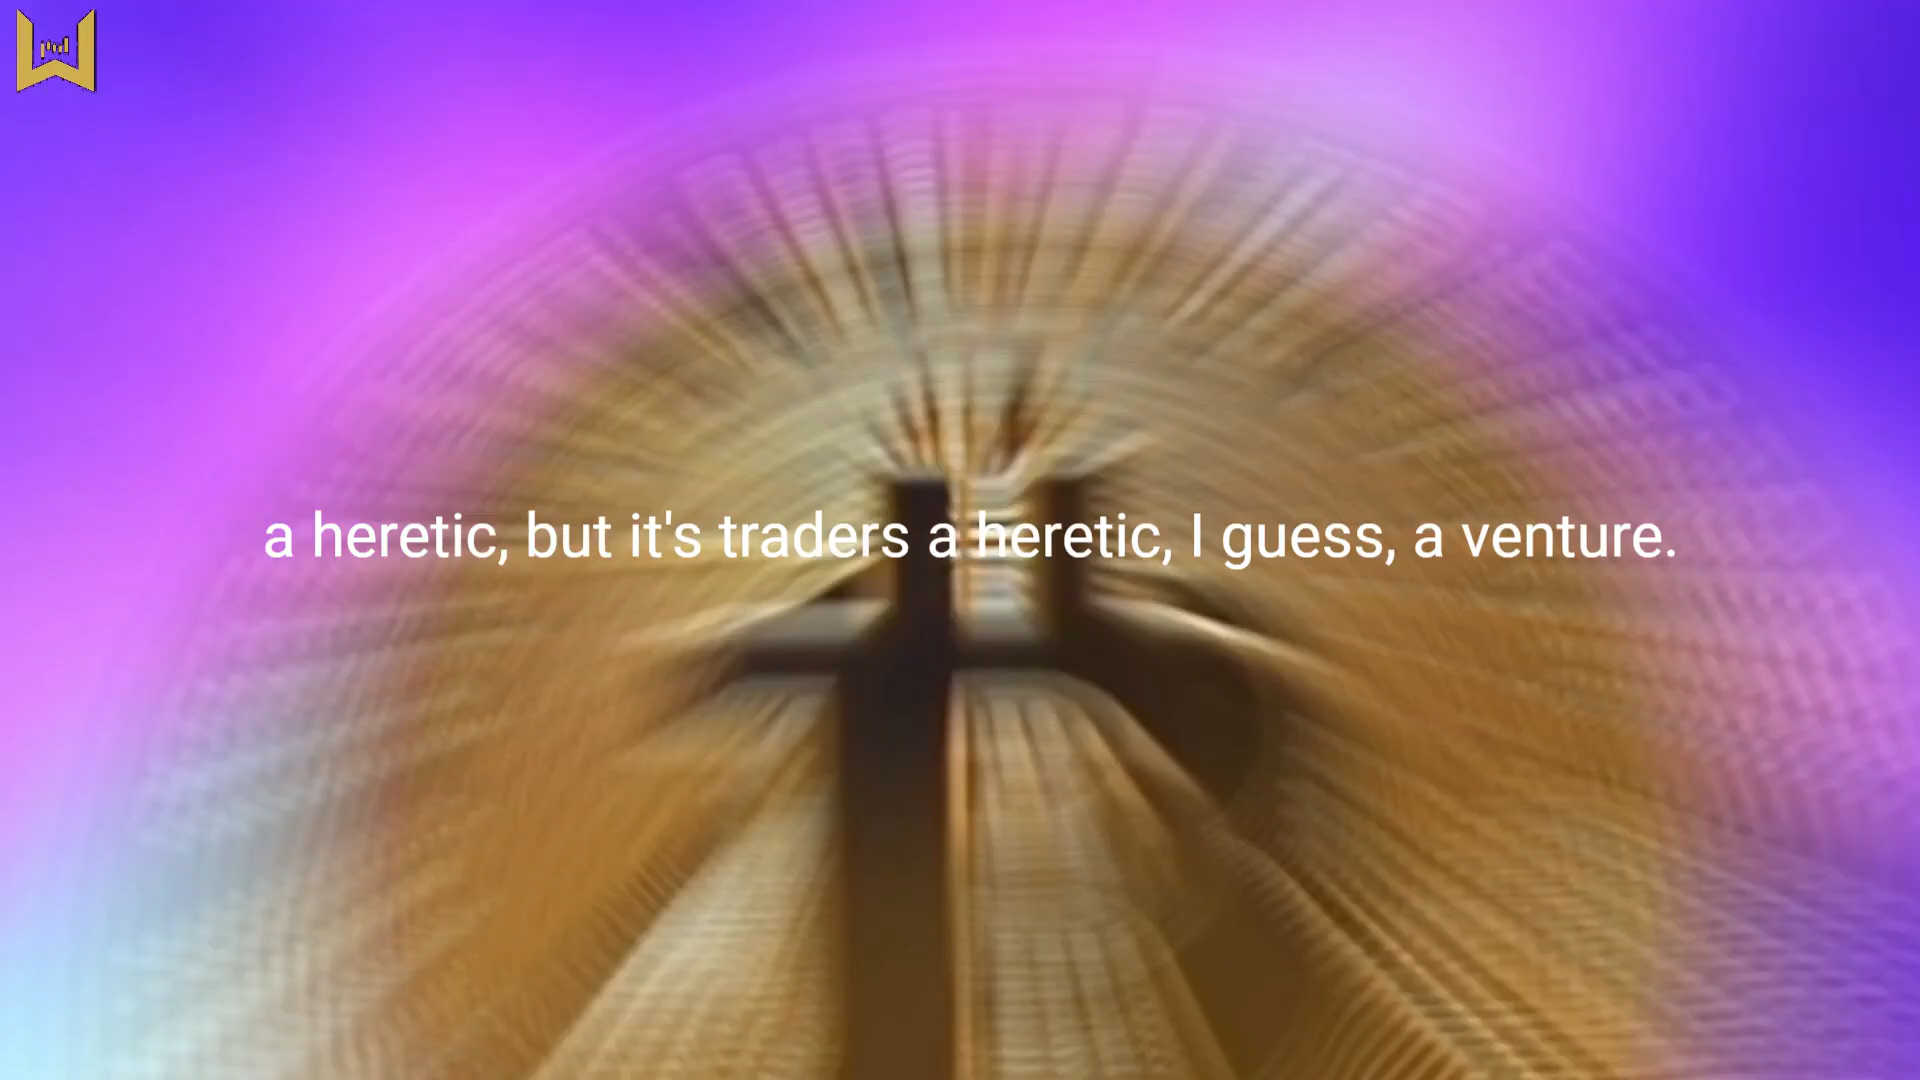 a heretic, but it's traders a heretic, I guess, a venture.